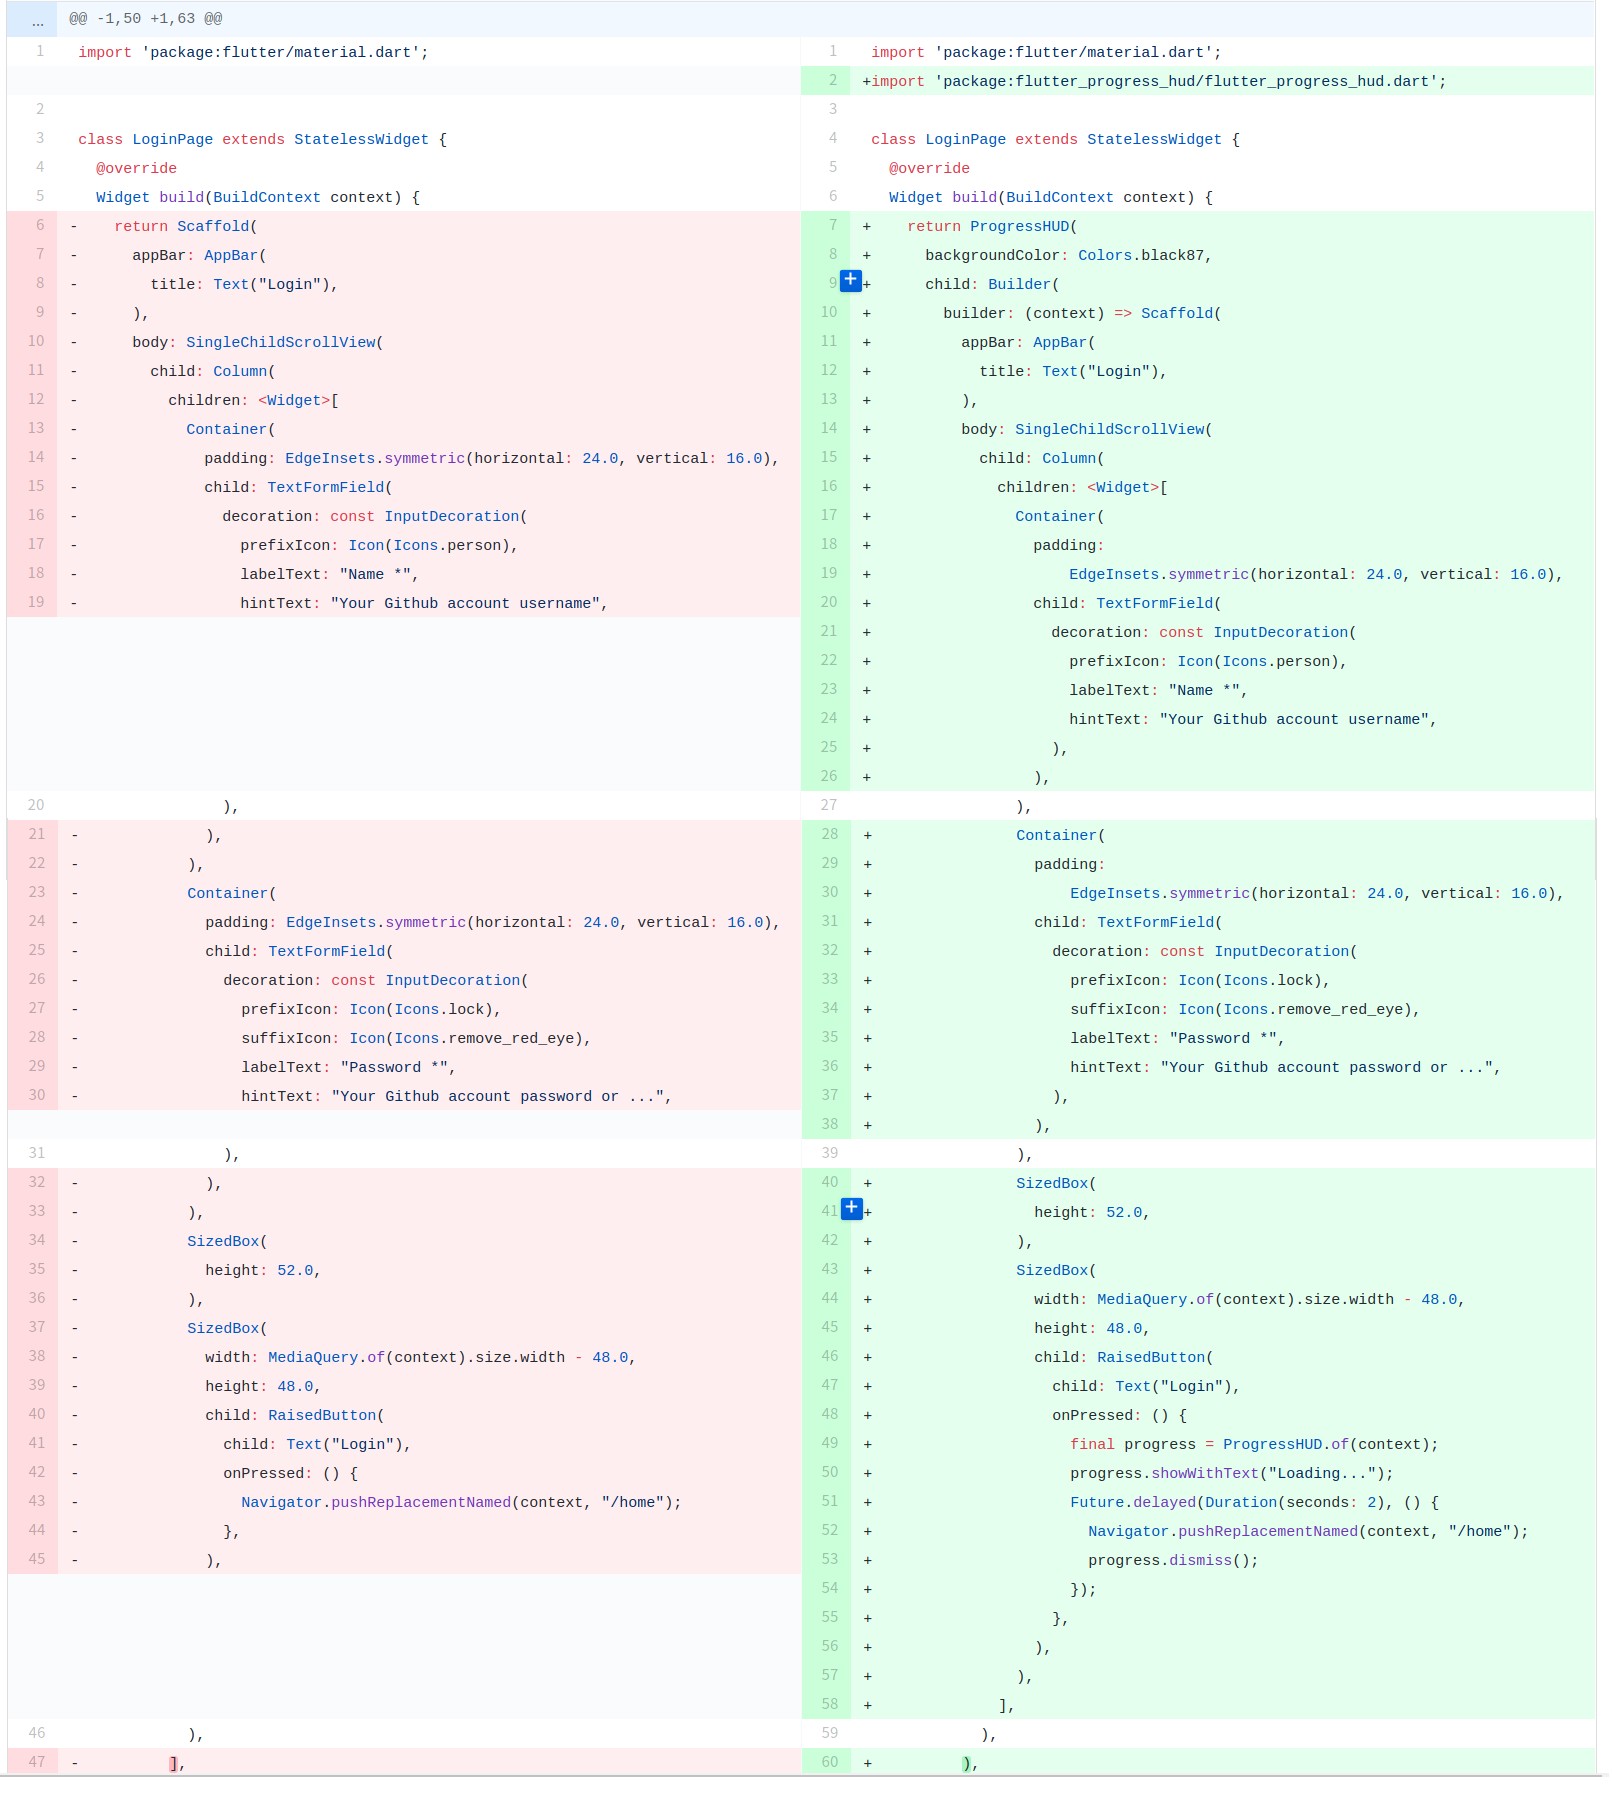 ... @@ -1,50 +1,63 @@
1 import 'package:flutter/material.dart';
2
3 class LoginPage extends StatelessWidget {
4 @override
5 Widget build(BuildContext context) {
6 - return Scaffold(
7 - appBar: AppBar(
8 - title: Text("Login"),
9 - ),
10 - body: SingleChildScrollView(
11 - child: Column(
12 - children: <Widget>[
13 - Container(
14 - padding: EdgeInsets.symmetric(horizontal: 24.0, vertical: 16.0),
15 - child: TextFormField(
16 - decoration: const InputDecoration(
17 - prefixIcon: Icon(Icons.person),
18 - labelText: "Name *",
19 - hintText: "Your Github account username",
20 ),
21 - ),
22 - ),
23 - Container(
24 - padding: EdgeInsets.symmetric(horizontal: 24.0, vertical: 16.0),
25 - child: TextFormField(
26 - decoration: const InputDecoration(
27 - prefixIcon: Icon(Icons.lock),
28 - suffixIcon: Icon(Icons.remove_red_eye),
29 - labelText: "Password *",
30 - hintText: "Your Github account password or ...",
31 ),
32 - ),
33 - ),
34 - SizedBox(
35 - height: 52.0,
36 - ),
37 - SizedBox(
38 - width: MediaQuery.of(context).size.width - 48.0,
39 - height: 48.0,
40 - child: RaisedButton(
41 - child: Text("Login"),
42 - onPressed: () {
43 - Navigator.pushReplacementNamed(context, "/home");
44 - },
45 - ),
46 ),
47 - ],
1 import 'package:flutter/material.dart';
2 +import 'package:flutter_progress_hud/flutter_progress_hud.dart';
3
4 class LoginPage extends StatelessWidget {
5 @override
6 Widget build(BuildContext context) {
7 + return ProgressHUD(
8 + backgroundColor: Colors.black87,
9 + child: Builder(
10 + builder: (context) => Scaffold(
11 + appBar: AppBar(
12 + title: Text("Login"),
13 + ),
14 + body: SingleChildScrollView(
15 + child: Column(
16 + children: <Widget>[
17 + Container(
18 + padding:
19 + EdgeInsets.symmetric(horizontal: 24.0, vertical: 16.0),
20 + child: TextFormField(
21 + decoration: const InputDecoration(
22 + prefixIcon: Icon(Icons.person),
23 + labelText: "Name *",
24 + hintText: "Your Github account username",
25 + ),
26 + ),
27 ),
28 + Container(
29 + padding:
30 + EdgeInsets.symmetric(horizontal: 24.0, vertical: 16.0),
31 + child: TextFormField(
32 + decoration: const InputDecoration(
33 + prefixIcon: Icon(Icons.lock),
34 + suffixIcon: Icon(Icons.remove_red_eye),
35 + labelText: "Password *",
36 + hintText: "Your Github account password or ...",
37 + ),
38 + ),
39 ),
40 + SizedBox(
41 + height: 52.0,
42 + ),
43 + SizedBox(
44 + width: MediaQuery.of(context).size.width - 48.0,
45 + height: 48.0,
46 + child: RaisedButton(
47 + child: Text("Login"),
48 + onPressed: () {
49 + final progress = ProgressHUD.of(context);
50 + progress.showWithText("Loading...");
51 + Future.delayed(Duration(seconds: 2), () {
52 + Navigator.pushReplacementNamed(context, "/home");
53 + progress.dismiss();
54 + });
55 + },
56 + ),
57 + ),
58 + ],
59 ),
60 + ),